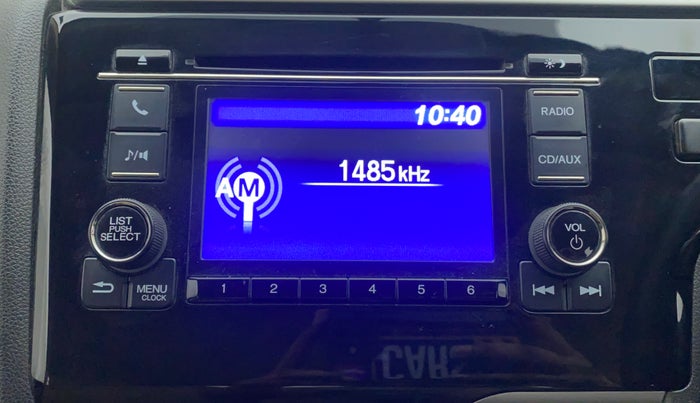 10:40
RADIO
1485 kHz
AM
CD/AUX
LIST
PUSH
SELECT
VOL
MENU
CLOCK
1 2 3 4 5 6
CARS